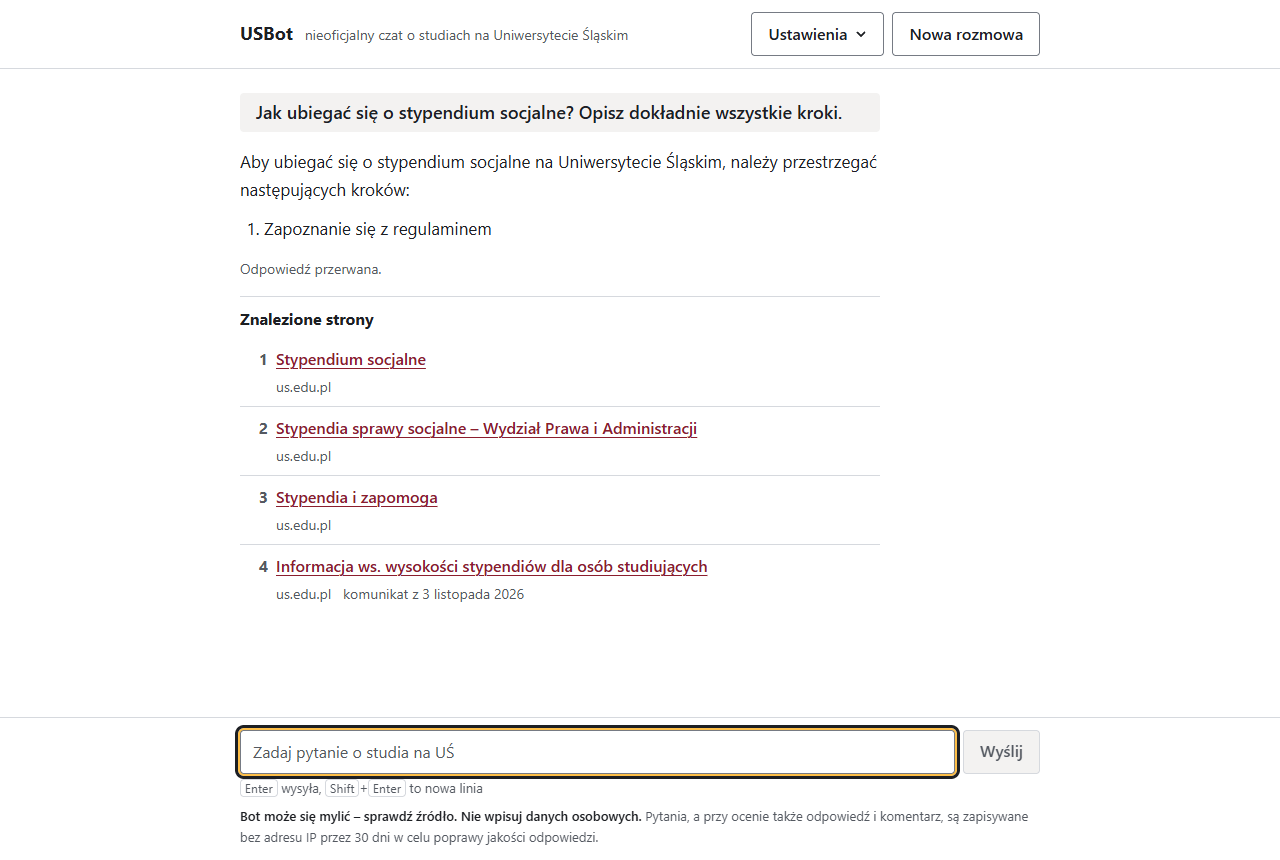 USBot nieoficjalny czat o studiach na Uniwersytecie Śląskim
Ustawienia
Nowa rozmowa
Jak ubiegać się o stypendium socjalne? Opisz dokładnie wszystkie kroki.
Aby ubiegać się o stypendium socjalne na Uniwersytecie Śląskim, należy przestrzegać
następujących kroków:
1. Zapoznanie się z regulaminem
Odpowiedź przerwana.
Znalezione strony
1 Stypendium socjalne
us.edu.pl
2 Stypendia sprawy socjalne – Wydział Prawa i Administracji
us.edu.pl
3 Stypendia i zapomoga
us.edu.pl
4 Informacja ws. wysokości stypendiów dla osób studiujących
us.edu.pl komunikat z 3 listopada 2026
Zadaj pytanie o studia na UŚ
Wyślij
Enter wysyła, Shift + Enter to nowa linia
Bot może się mylić – sprawdź źródło. Nie wpisuj danych osobowych. Pytania, a przy ocenie także odpowiedź i komentarz, są zapisywane
bez adresu IP przez 30 dni w celu poprawy jakości odpowiedzi.